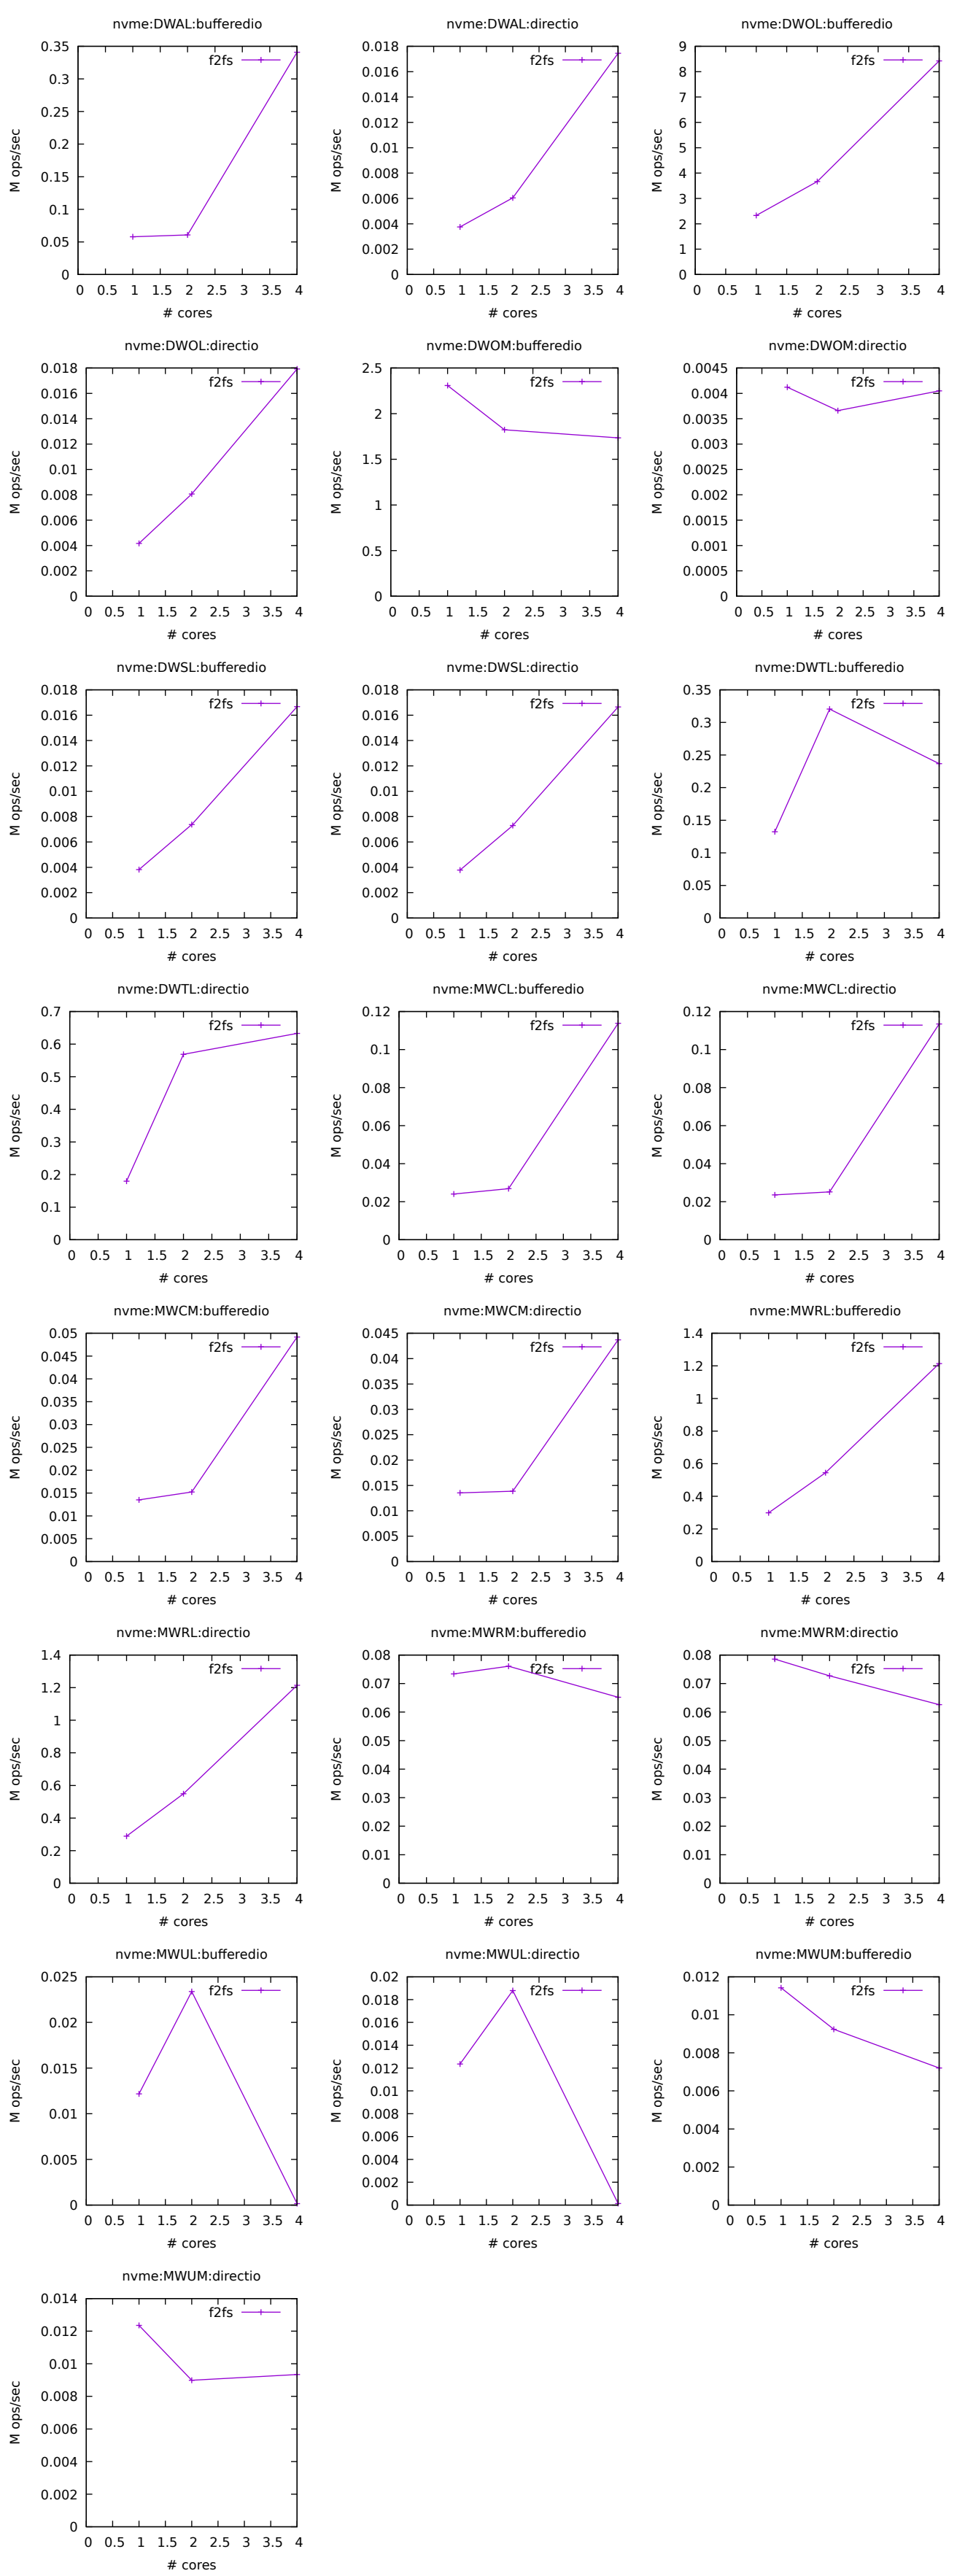 nvme:DWAL:bufferedio
0.35
0.3
0.25
0.2
0.15
0.1
0.05
0
M ops/sec
f2fs
0 0.5 1 1.5 2 2.5 3 3.5 4
# cores
nvme:DWAL:directio
0.018
0.016
0.014
0.012
0.01
0.008
0.006
0.004
0.002
0
M ops/sec
f2fs
0 0.5 1 1.5 2 2.5 3 3.5 4
# cores
nvme:DWOL:bufferedio
9
8
7
6
5
4
3
2
1
0
M ops/sec
f2fs
0 0.5 1 1.5 2 2.5 3 3.5 4
# cores
nvme:DWOL:directio
0.018
0.016
0.014
0.012
0.01
0.008
0.006
0.004
0.002
0
M ops/sec
f2fs
0 0.5 1 1.5 2 2.5 3 3.5 4
# cores
nvme:DWOM:bufferedio
2.5
2
1.5
1
0.5
0
M ops/sec
f2fs
0 0.5 1 1.5 2 2.5 3 3.5 4
# cores
nvme:DWOM:directio
0.0045
0.004
0.0035
0.003
0.0025
0.002
0.0015
0.001
0.0005
0
M ops/sec
f2fs
0 0.5 1 1.5 2 2.5 3 3.5 4
# cores
nvme:DWSL:bufferedio
0.018
0.016
0.014
0.012
0.01
0.008
0.006
0.004
0.002
0
M ops/sec
f2fs
0 0.5 1 1.5 2 2.5 3 3.5 4
# cores
nvme:DWSL:directio
0.018
0.016
0.014
0.012
0.01
0.008
0.006
0.004
0.002
0
M ops/sec
f2fs
0 0.5 1 1.5 2 2.5 3 3.5 4
# cores
nvme:DWTL:bufferedio
0.35
0.3
0.25
0.2
0.15
0.1
0.05
0
M ops/sec
f2fs
0 0.5 1 1.5 2 2.5 3 3.5 4
# cores
nvme:DWTL:directio
0.7
0.6
0.5
0.4
0.3
0.2
0.1
0
M ops/sec
f2fs
0 0.5 1 1.5 2 2.5 3 3.5 4
# cores
nvme:MWCL:bufferedio
0.12
0.1
0.08
0.06
0.04
0.02
0
M ops/sec
f2fs
0 0.5 1 1.5 2 2.5 3 3.5 4
# cores
nvme:MWCL:directio
0.12
0.1
0.08
0.06
0.04
0.02
0
M ops/sec
f2fs
0 0.5 1 1.5 2 2.5 3 3.5 4
# cores
nvme:MWCM:bufferedio
0.05
0.045
0.04
0.035
0.03
0.025
0.02
0.015
0.01
0.005
0
M ops/sec
f2fs
0 0.5 1 1.5 2 2.5 3 3.5 4
# cores
nvme:MWCM:directio
0.045
0.04
0.035
0.03
0.025
0.02
0.015
0.01
0.005
0
M ops/sec
f2fs
0 0.5 1 1.5 2 2.5 3 3.5 4
# cores
nvme:MWRL:bufferedio
1.4
1.2
1
0.8
0.6
0.4
0.2
0
M ops/sec
f2fs
0 0.5 1 1.5 2 2.5 3 3.5 4
# cores
nvme:MWRL:directio
1.4
1.2
1
0.8
0.6
0.4
0.2
0
M ops/sec
f2fs
0 0.5 1 1.5 2 2.5 3 3.5 4
# cores
nvme:MWRM:bufferedio
0.08
0.07
0.06
0.05
0.04
0.03
0.02
0.01
0
M ops/sec
f2fs
0 0.5 1 1.5 2 2.5 3 3.5 4
# cores
nvme:MWRM:directio
0.08
0.07
0.06
0.05
0.04
0.03
0.02
0.01
0
M ops/sec
f2fs
0 0.5 1 1.5 2 2.5 3 3.5 4
# cores
nvme:MWUL:bufferedio
0.025
0.02
0.015
0.01
0.005
0
M ops/sec
f2fs
0 0.5 1 1.5 2 2.5 3 3.5 4
# cores
nvme:MWUL:directio
0.02
0.018
0.016
0.014
0.012
0.01
0.008
0.006
0.004
0.002
0
M ops/sec
f2fs
0 0.5 1 1.5 2 2.5 3 3.5 4
# cores
nvme:MWUM:bufferedio
0.012
0.01
0.008
0.006
0.004
0.002
0
M ops/sec
f2fs
0 0.5 1 1.5 2 2.5 3 3.5 4
# cores
nvme:MWUM:directio
0.014
0.012
0.01
0.008
0.006
0.004
0.002
0
M ops/sec
f2fs
0 0.5 1 1.5 2 2.5 3 3.5 4
# cores